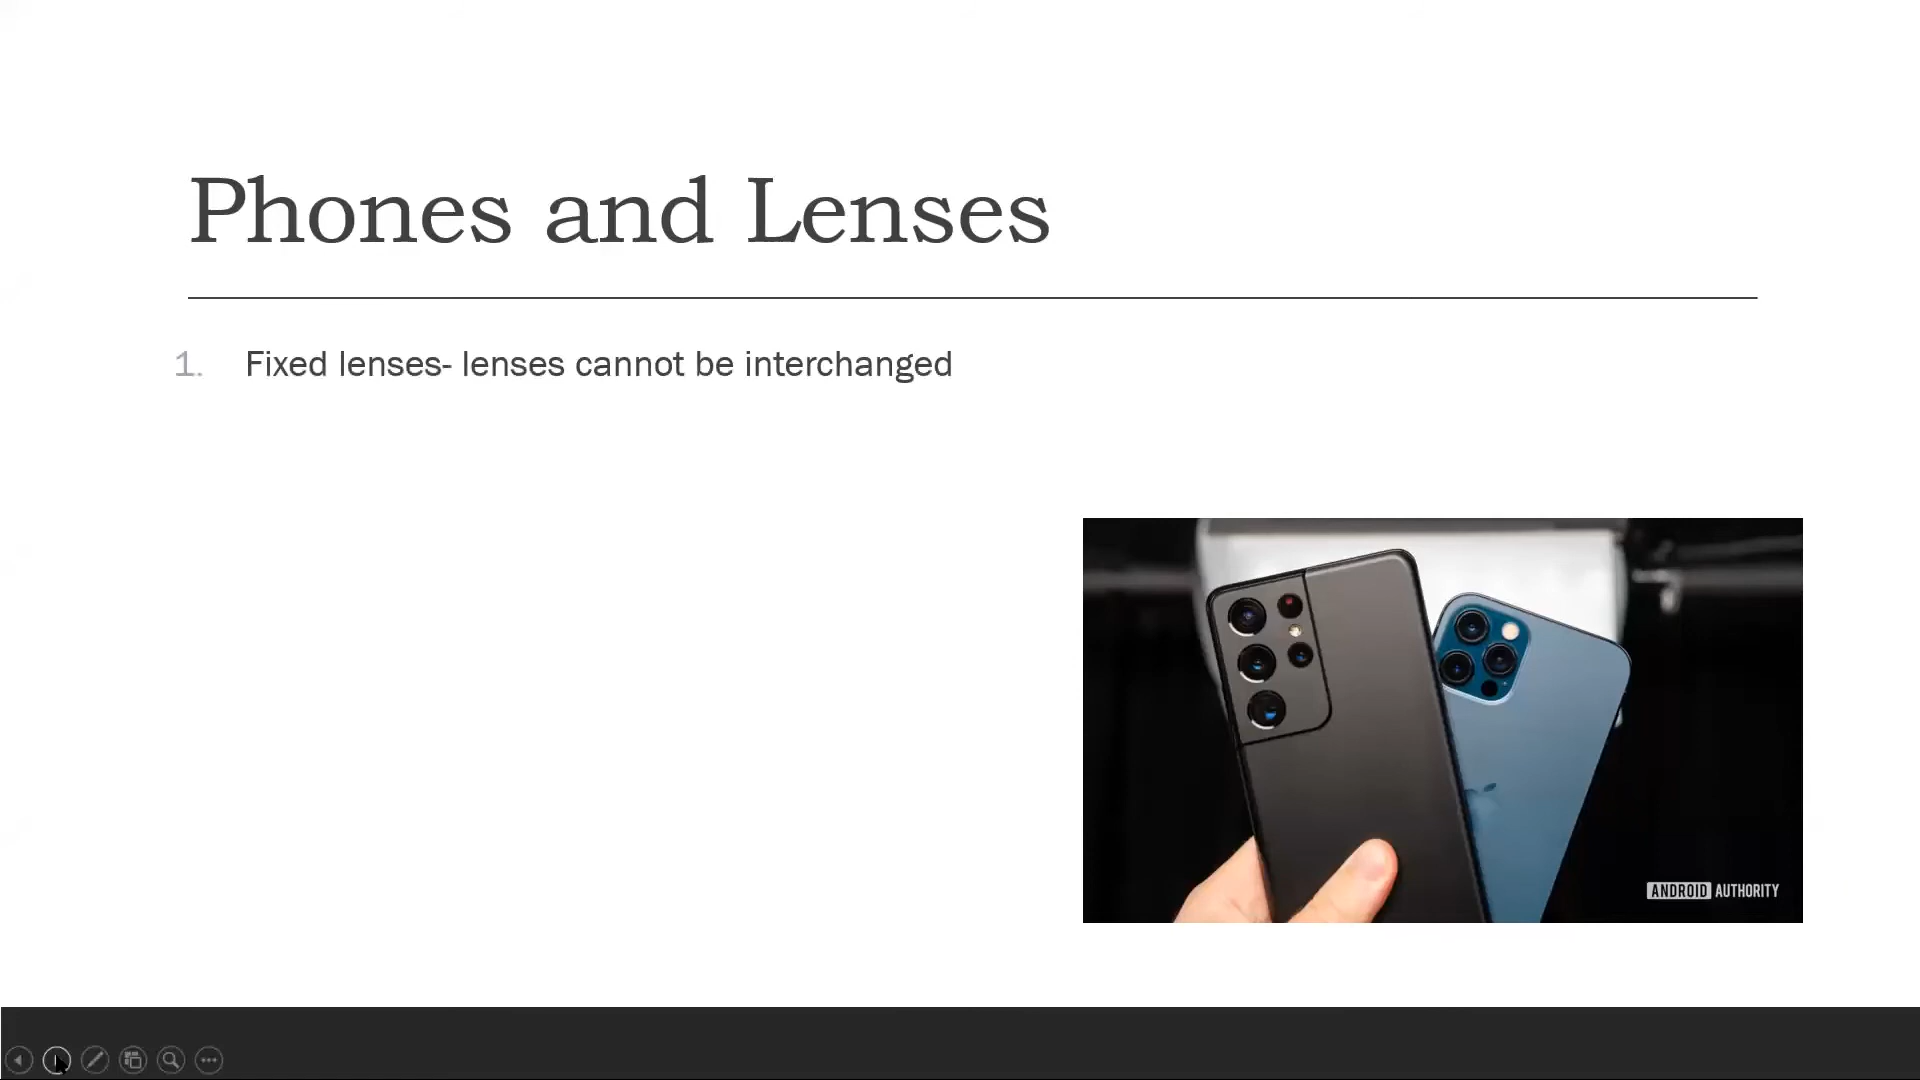 Phones and Lenses
1. Fixed lenses- lenses cannot be interchanged
ANDROID AUTHORITY